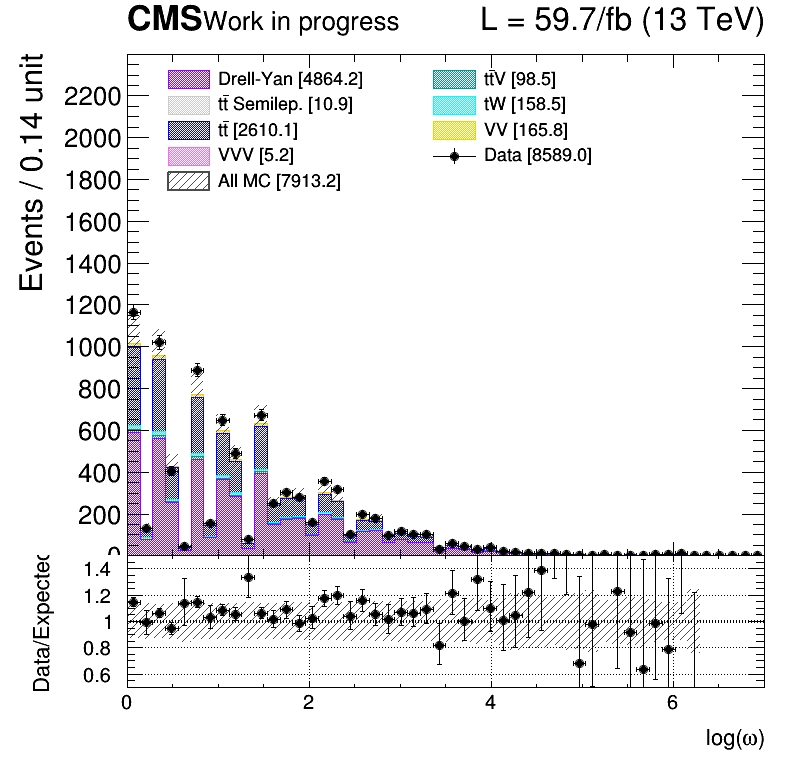 CMS Work in progress L = 59.7/fb (13 TeV)
Drell-Yan [4864.2]
tt̄ Semilep. [10.9]
tt̄ [2610.1]
VVV [5.2]
All MC [7913.2]
tt̄V [98.5]
tW [158.5]
VV [165.8]
Data [8589.0]
Events / 0.14 unit
2200
2000
1800
1600
1400
1200
1000
800
600
400
200
0
Data/Expected
1.4
1.2
1
0.8
0.6
0 2 4 6
log(ω)